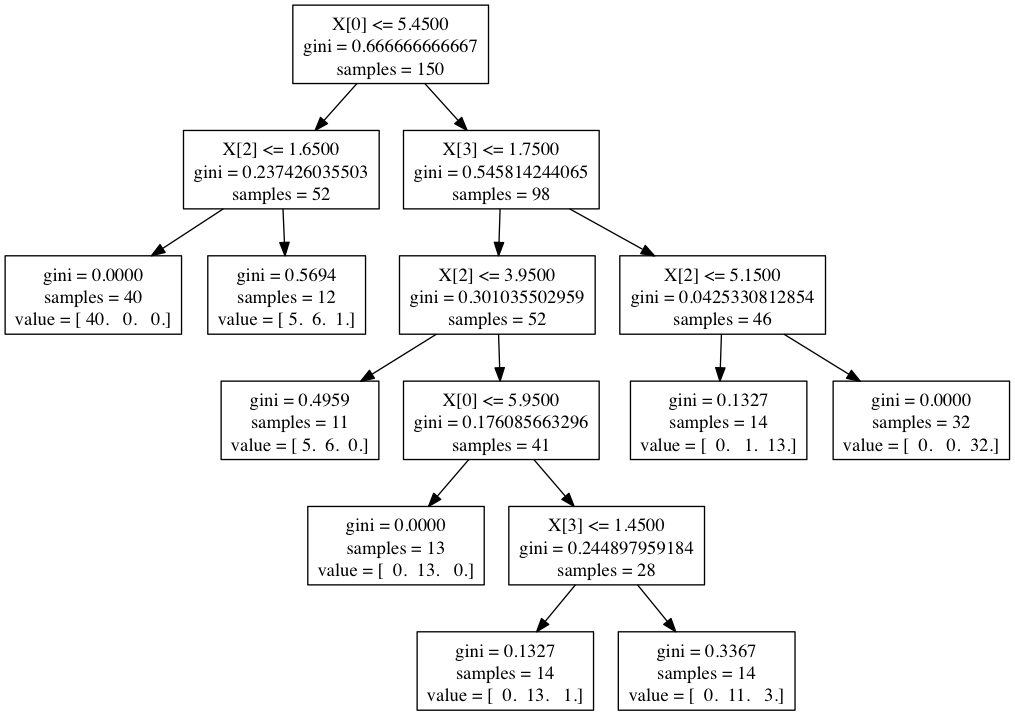 X[0] <= 5.4500
gini = 0.666666666667
samples = 150
X[2] <= 1.6500
gini = 0.237426035503
samples = 52
X[3] <= 1.7500
gini = 0.545814244065
samples = 98
gini = 0.0000
samples = 40
value = [ 40. 0. 0.]
gini = 0.5694
samples = 12
value = [ 5. 6. 1.]
X[2] <= 3.9500
gini = 0.301035502959
samples = 52
X[2] <= 5.1500
gini = 0.0425330812854
samples = 46
gini = 0.4959
samples = 11
value = [ 5. 6. 0.]
X[0] <= 5.9500
gini = 0.176085663296
samples = 41
gini = 0.1327
samples = 14
value = [ 0. 1. 13.]
gini = 0.0000
samples = 32
value = [ 0. 0. 32.]
gini = 0.0000
samples = 13
value = [ 0. 13. 0.]
X[3] <= 1.4500
gini = 0.244897959184
samples = 28
gini = 0.1327
samples = 14
value = [ 0. 13. 1.]
gini = 0.3367
samples = 14
value = [ 0. 11. 3.]